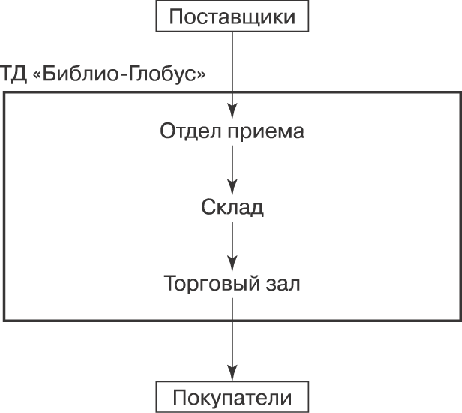 Поставщики
ТД «Библио-Глобус»
Отдел приема
Склад
Торговый зал
Покупатели